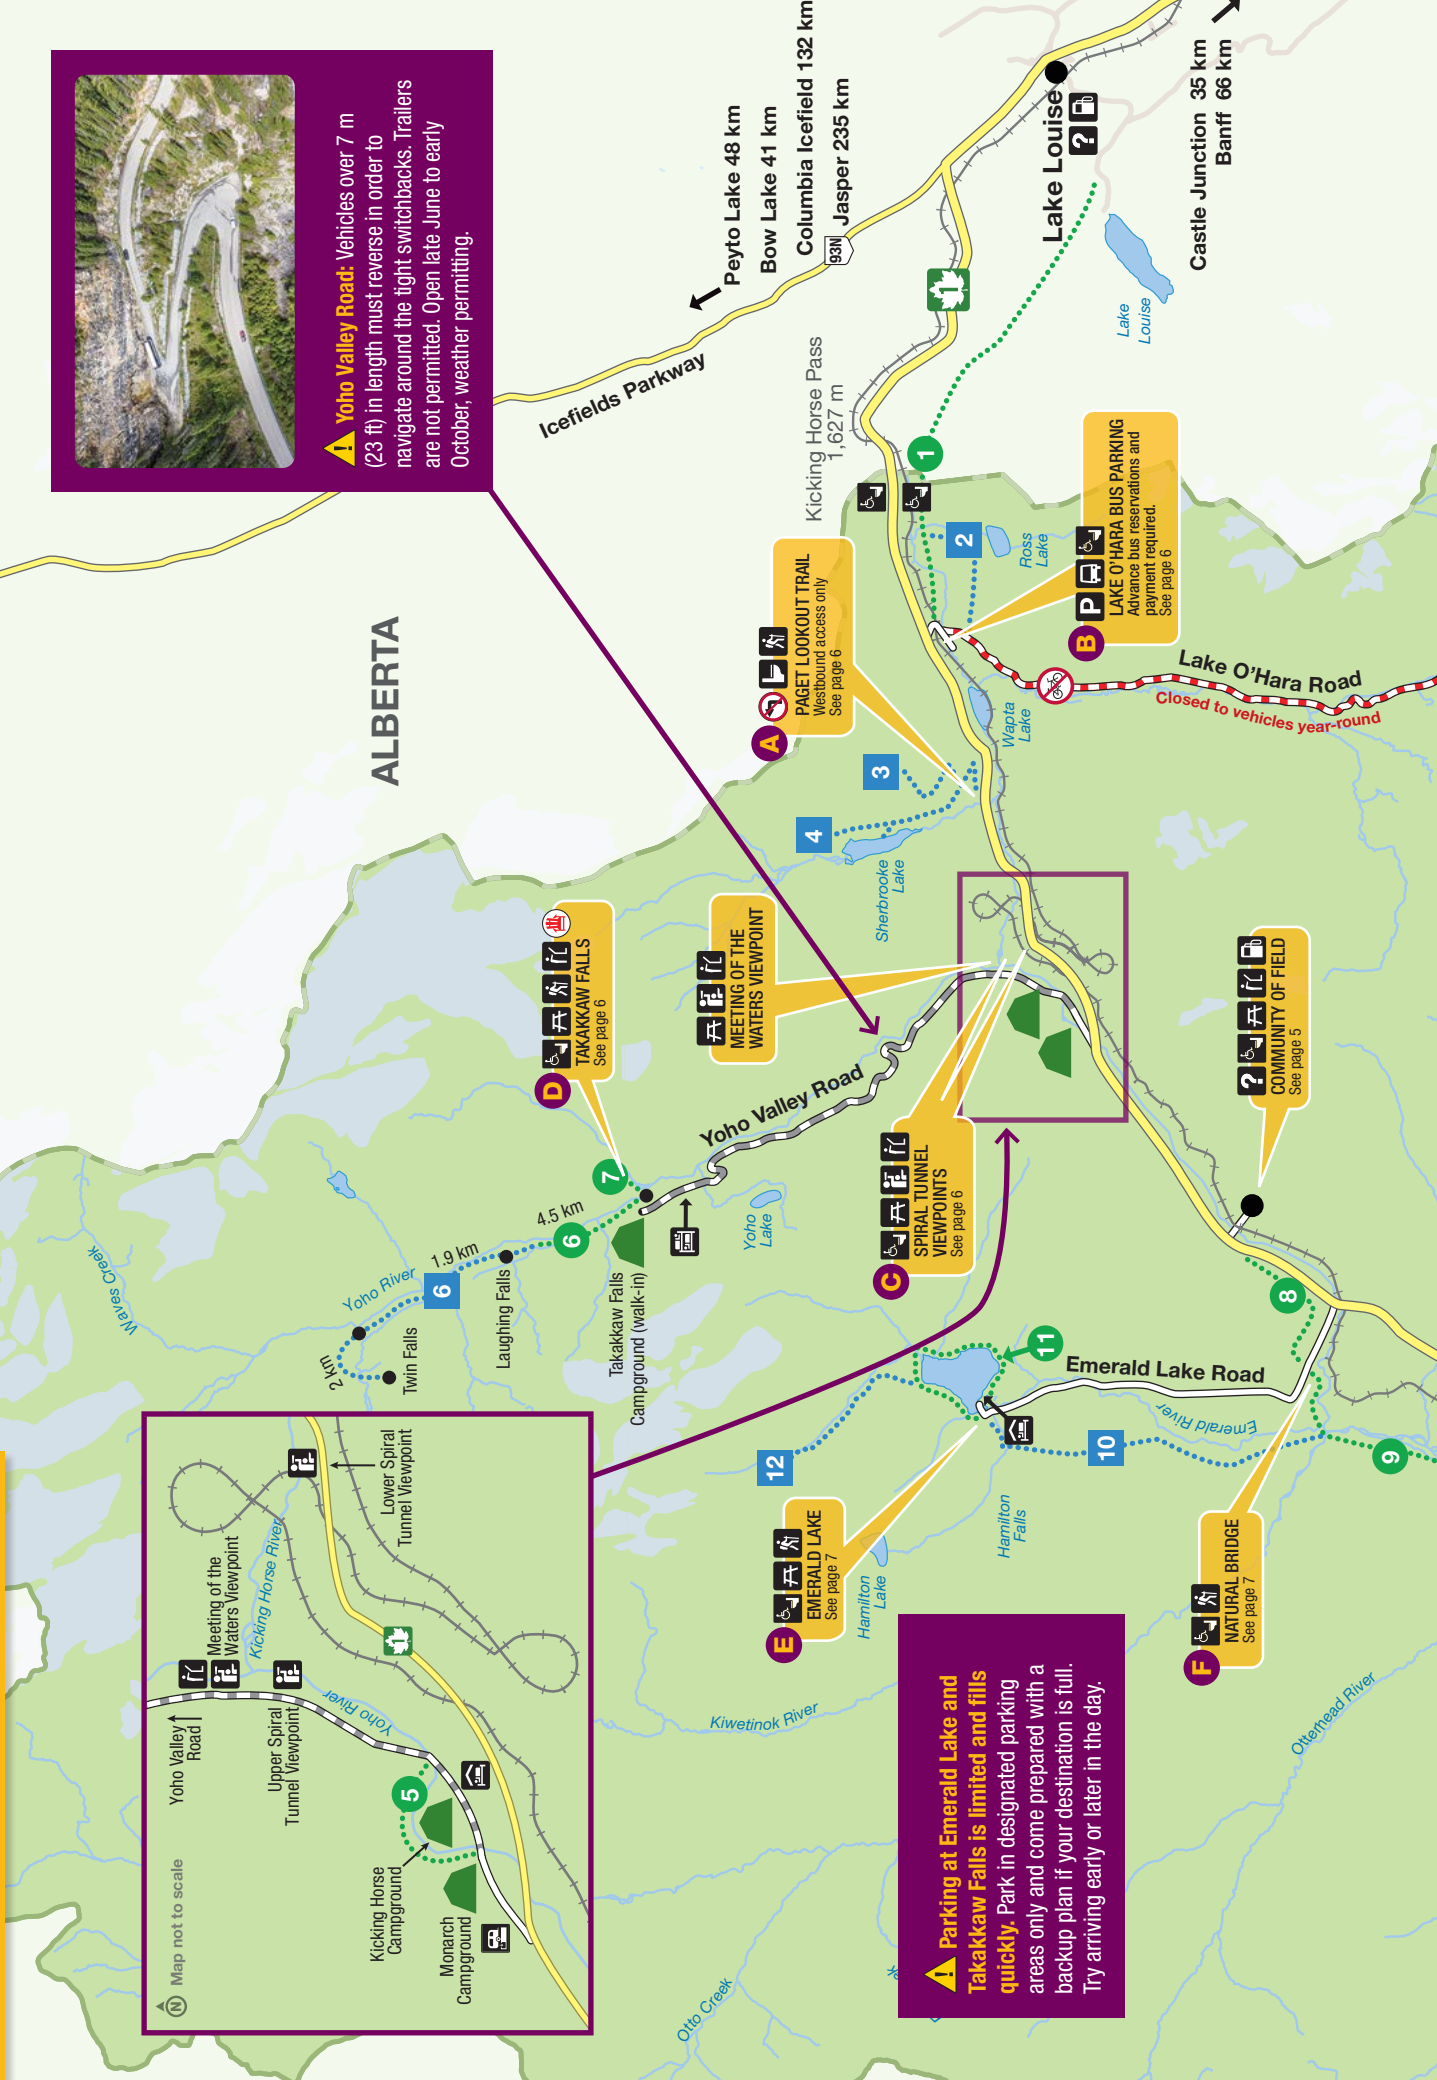 N Map not to scale
Yoho Valley
Road
Meeting of the
Waters Viewpoint
Upper Spiral
Tunnel Viewpoint
Kicking Horse River
Yoho River
Lower Spiral
Tunnel Viewpoint
1
5
Kicking Horse
Campground
Monarch
Campground
Yoho Valley Road: Vehicles over 7 m
(23 ft) in length must reverse in order to
navigate around the tight switchbacks. Trailers
are not permitted. Open late June to early
October, weather permitting.
ALBERTA
Icefields Parkway
93N
Peyto Lake 48 km
Bow Lake 41 km
Columbia Icefield 132 km
Jasper 235 km
Waves Creek
Yoho River
2 km
Twin Falls
1.9 km
6
Laughing Falls
4.5 km
6
7
Takakkaw Falls
Campground (walk-in)
D
TAKAKKAW FALLS
See page 6
Yoho Valley Road
Yoho
Lake
MEETING OF THE
WATERS VIEWPOINT
C
SPIRAL TUNNEL
VIEWPOINTS
See page 6
A
PAGET LOOKOUT TRAIL
Westbound access only
See page 6
3
4
Sherbrooke
Lake
Wapta
Lake
Kicking Horse Pass
1,627 m
1
1
2
Ross
Lake
B
P
LAKE O'HARA BUS PARKING
Advance bus reservations and
payment required.
See page 6
Lake O'Hara Road
Closed to vehicles year-round
Lake Louise
?
Lake
Louise
Castle Junction 35 km
Banff 66 km
?
COMMUNITY OF FIELD
See page 5
8
9
10
11
12
Emerald Lake Road
Emerald River
E
EMERALD LAKE
See page 7
Hamilton
Lake
Hamilton
Falls
F
NATURAL BRIDGE
See page 7
Kiwetinok River
Otterhead River
Otto Creek
Parking at Emerald Lake and
Takakkaw Falls is limited and fills
quickly. Park in designated parking
areas only and come prepared with a
backup plan if your destination is full.
Try arriving early or later in the day.